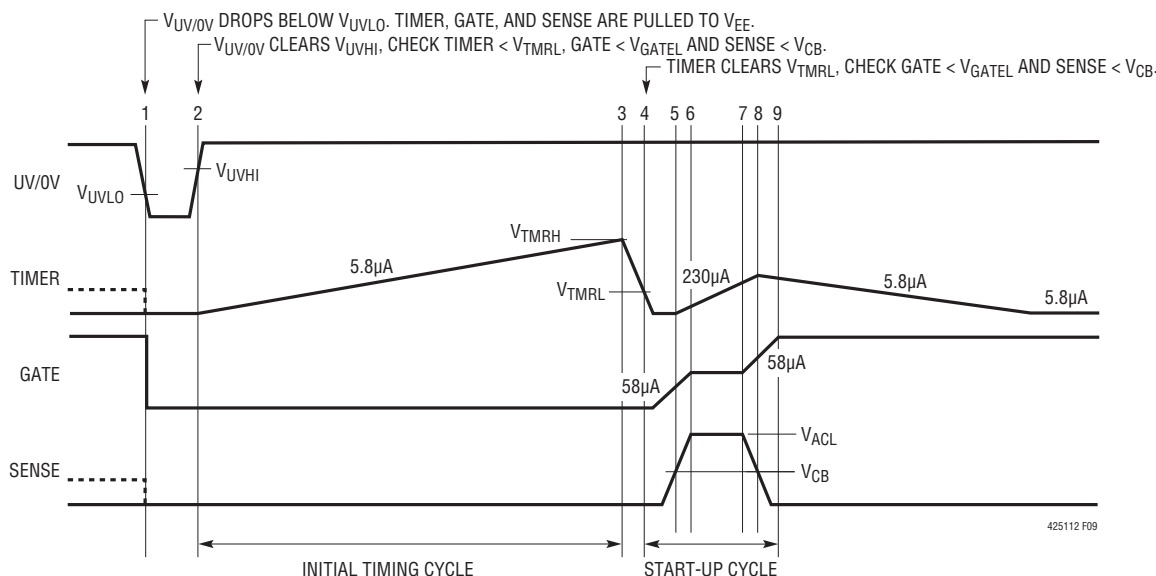 V_UV/0V DROPS BELOW V_UVLO. TIMER, GATE, AND SENSE ARE PULLED TO V_EE.
V_UV/0V CLEARS V_UVHI, CHECK TIMER < V_TMRL, GATE < V_GATEL AND SENSE < V_CB.
TIMER CLEARS V_TMRL, CHECK GATE < V_GATEL AND SENSE < V_CB.
1 2 3 4 5 6 7 8 9
UV/0V
V_UVLO
V_UVHI
TIMER
5.8µA
V_TMRH
V_TMRL
230µA
5.8µA
5.8µA
GATE
58µA
58µA
SENSE
V_ACL
V_CB
425112 F09
INITIAL TIMING CYCLE
START-UP CYCLE